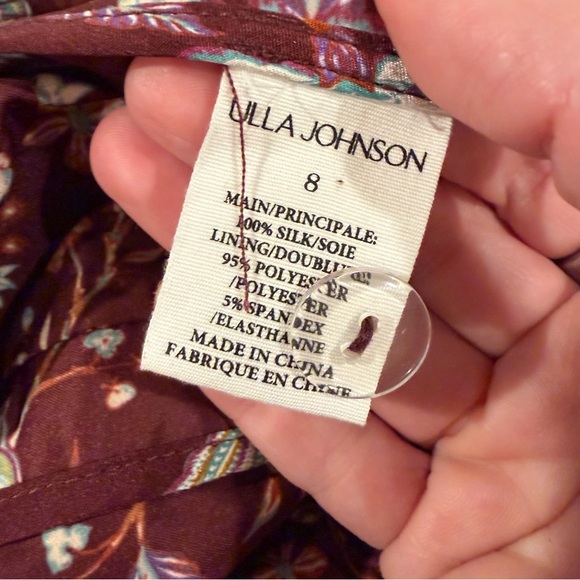 ULLA JOHNSON
8
MAIN/PRINCIPALE:
100% SILK/SOIE
LINING/DOUBLURE:
95% POLYESTER
/POLYESTER
5% SPANDEX
/ELASTHANNE
MADE IN CHINA
FABRIQUE EN CHINE